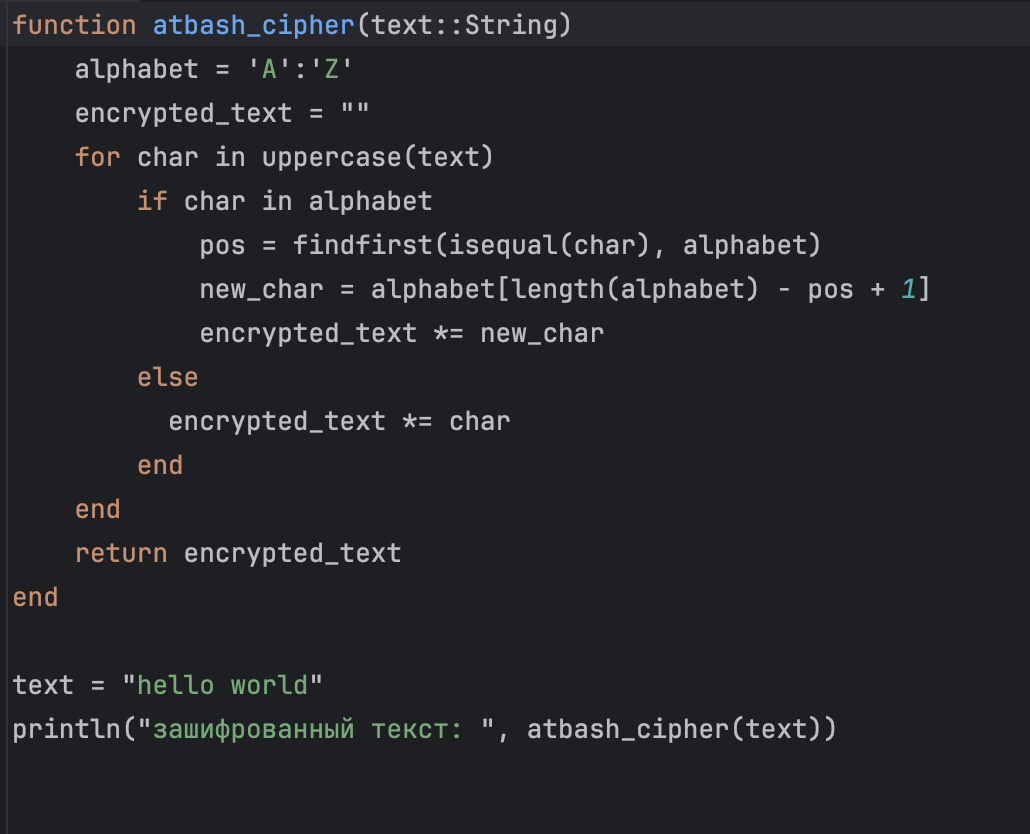 function atbash_cipher(text::String)
    alphabet = 'A':'Z'
    encrypted_text = ""
    for char in uppercase(text)
        if char in alphabet
            pos = findfirst(isequal(char), alphabet)
            new_char = alphabet[length(alphabet) - pos + 1]
            encrypted_text *= new_char
        else
          encrypted_text *= char
        end
    end
    return encrypted_text
end

text = "hello world"
println("зашифрованный текст: ", atbash_cipher(text))